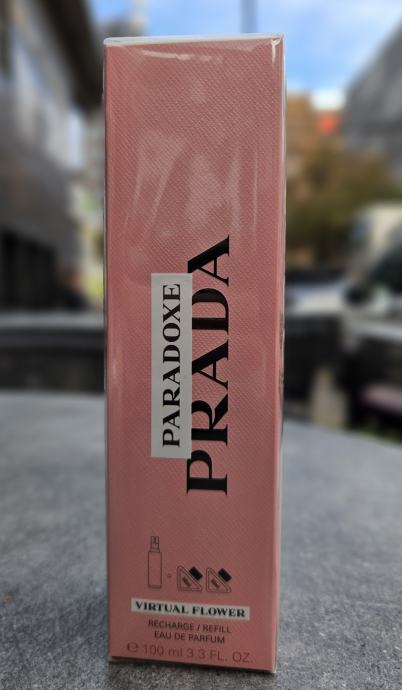 PARADOXE
PRADA
VIRTUAL FLOWER
RECHARGE / REFILL
EAU DE PARFUM
℮ 100 ml 3.3 FL. OZ.